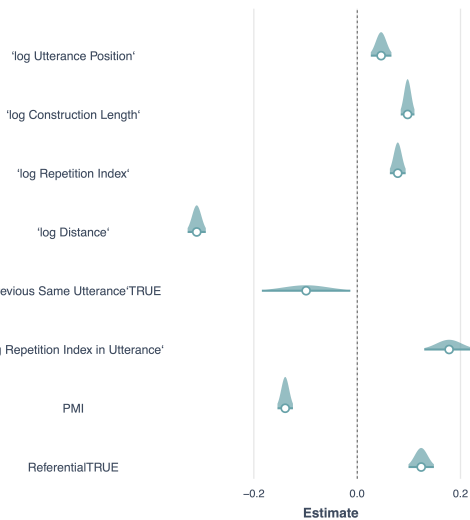 ‘log Utterance Position‘
‘log Construction Length‘
‘log Repetition Index‘
‘log Distance‘
Same Utterance‘TRUE
Repetition Index in Utterance‘
PMI
ReferentialTRUE
−0.2
0.0
0.2
Estimate